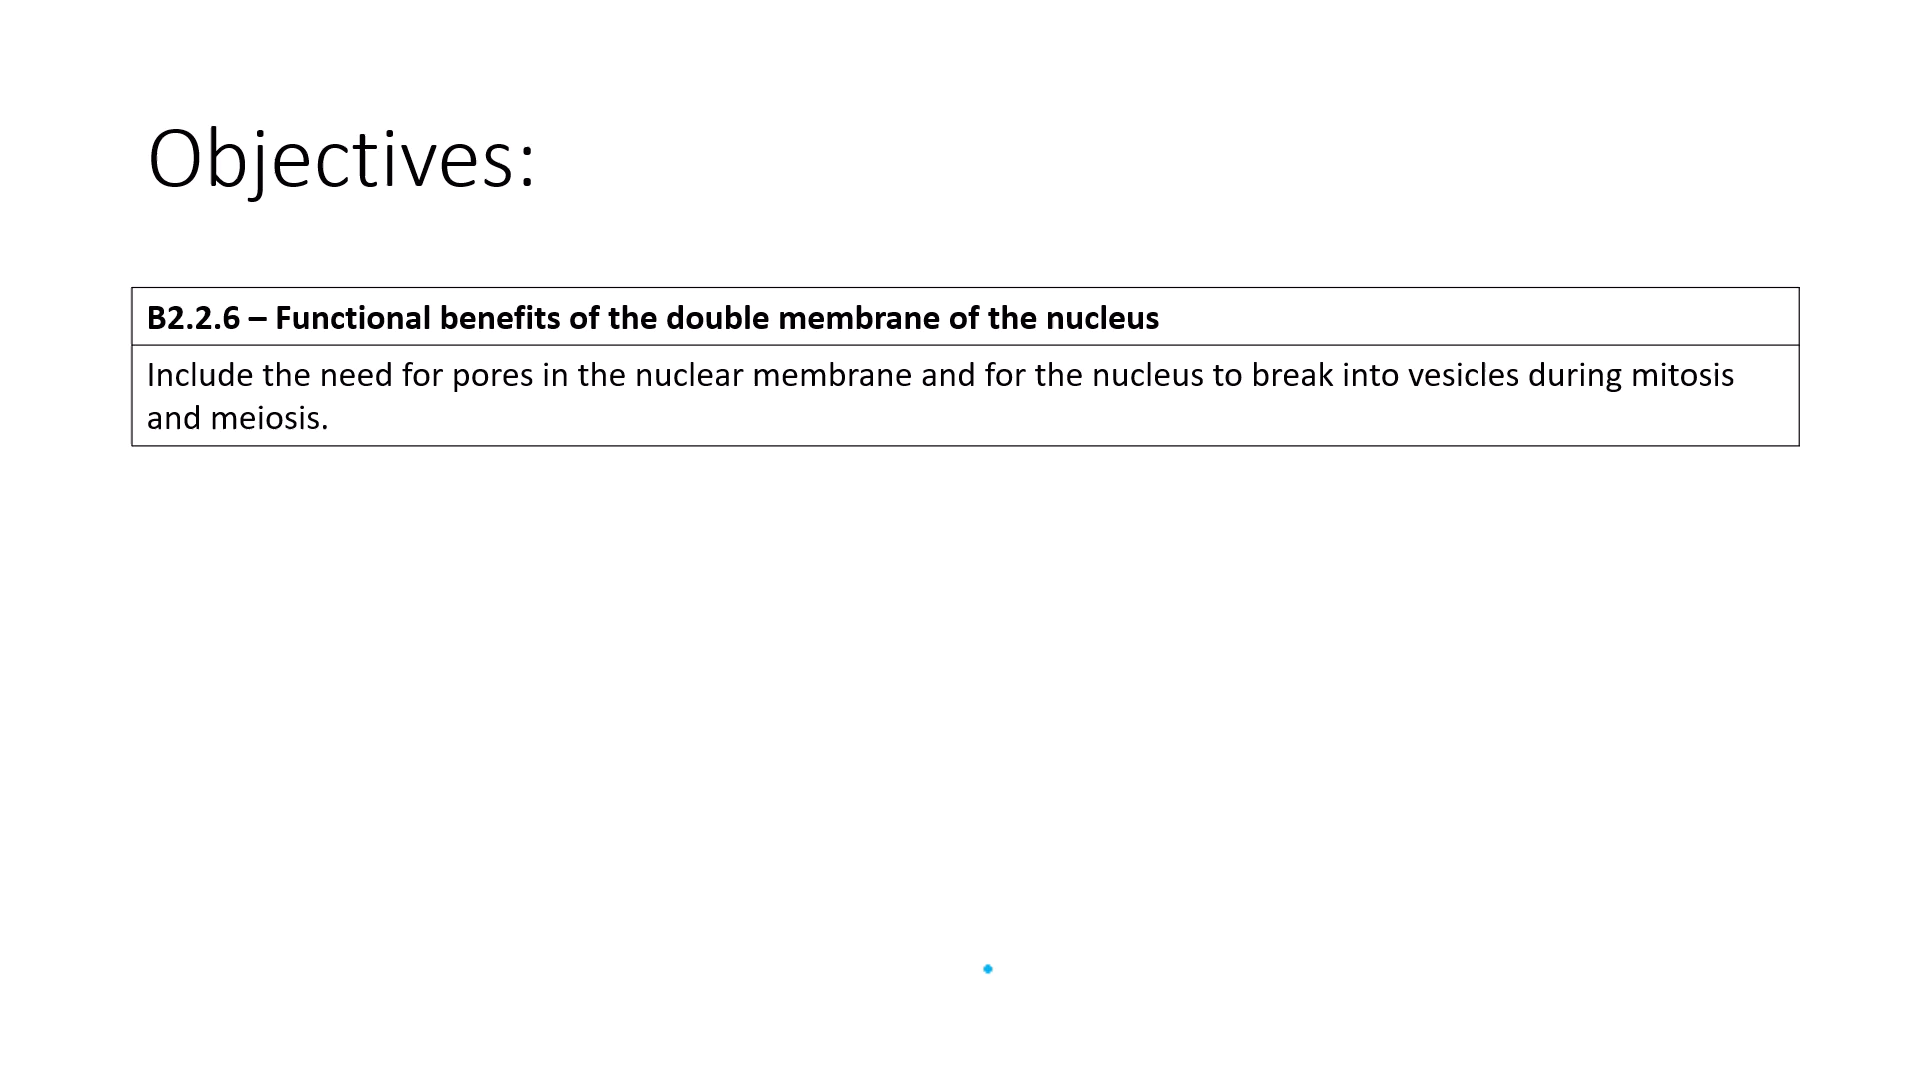 Objectives:
B2.2.6 – Functional benefits of the double membrane of the nucleus
Include the need for pores in the nuclear membrane and for the nucleus to break into vesicles during mitosis
and meiosis.